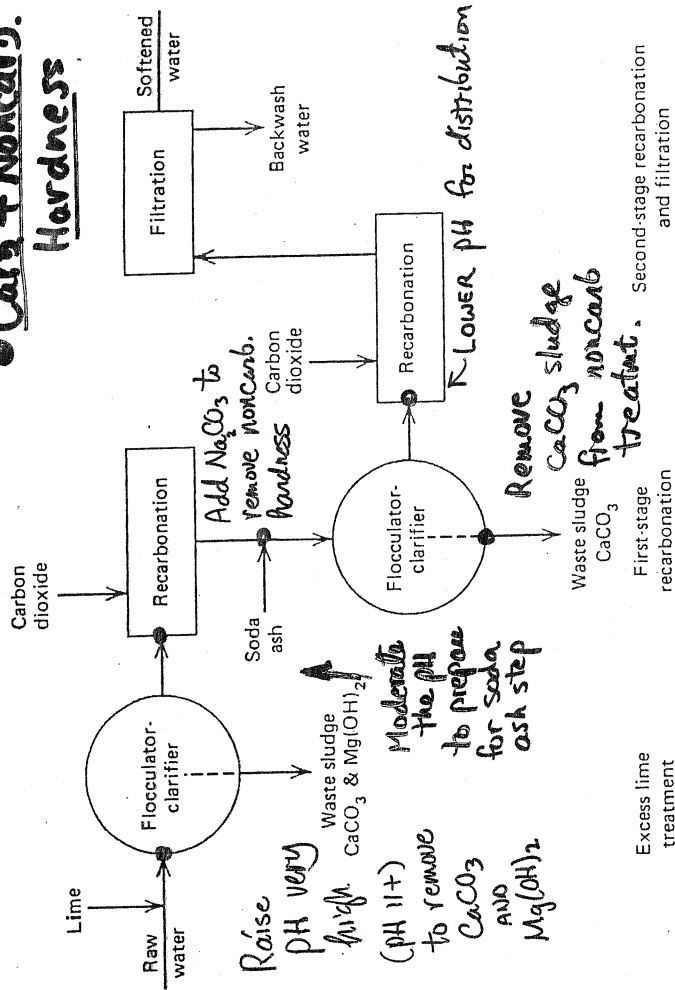 • Carb + Noncarb.
Hardness
Lime
Raw
water
Flocculator-
clarifier
Waste sludge
CaCO₃ & Mg(OH)₂
Raise
pH very
high
(pH 11+)
to remove
CaCO₃
AND
Mg(OH)₂
Excess lime
treatment
Carbon
dioxide
Recarbonation
Soda
ash
Add Na₂CO₃ to
remove noncarb.
hardness
Moderate
the pH
to prepare
for soda
ash step
Flocculator-
clarifier
Waste sludge
CaCO₃
Remove
CaCO₃ sludge
from noncarb
treatmt.
First-stage
recarbonation
Carbon
dioxide
Recarbonation
LOWER pH for distribution
Filtration
Softened
water
Backwash
water
Second-stage recarbonation
and filtration